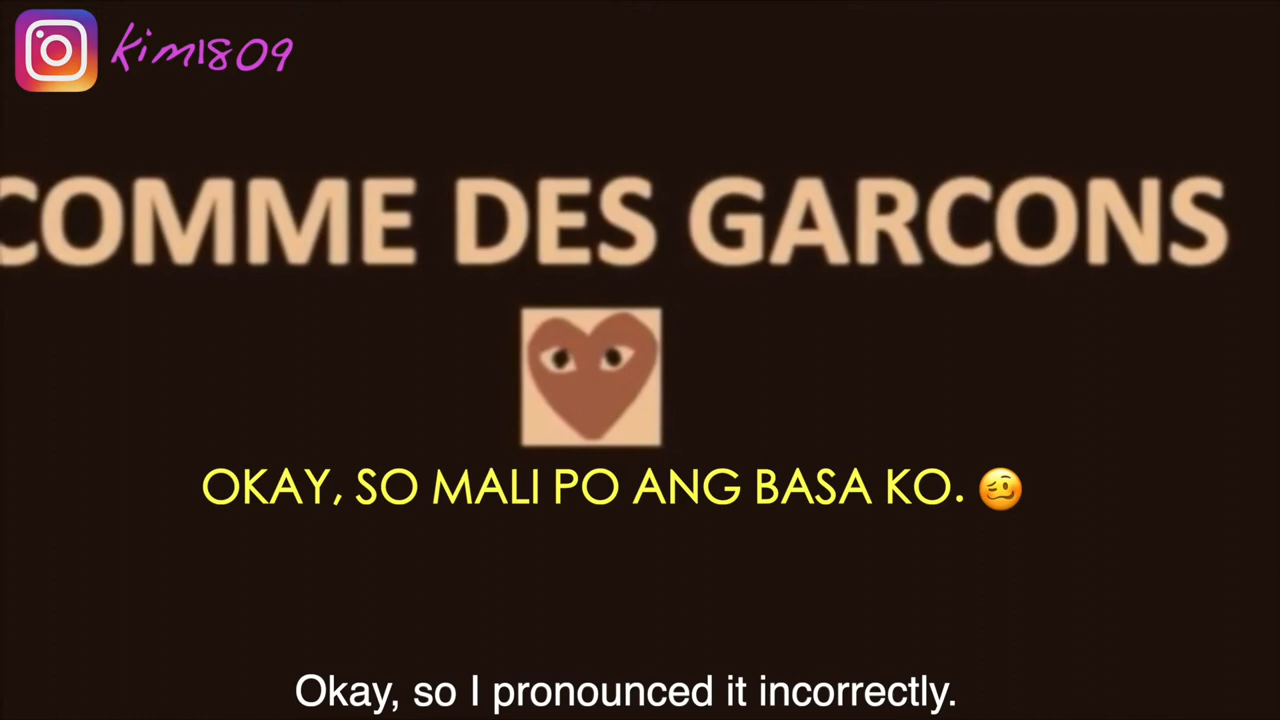 kim1809
COMME DES GARCONS
OKAY, SO MALI PO ANG BASA KO. 🥴
Okay, so I pronounced it incorrectly.